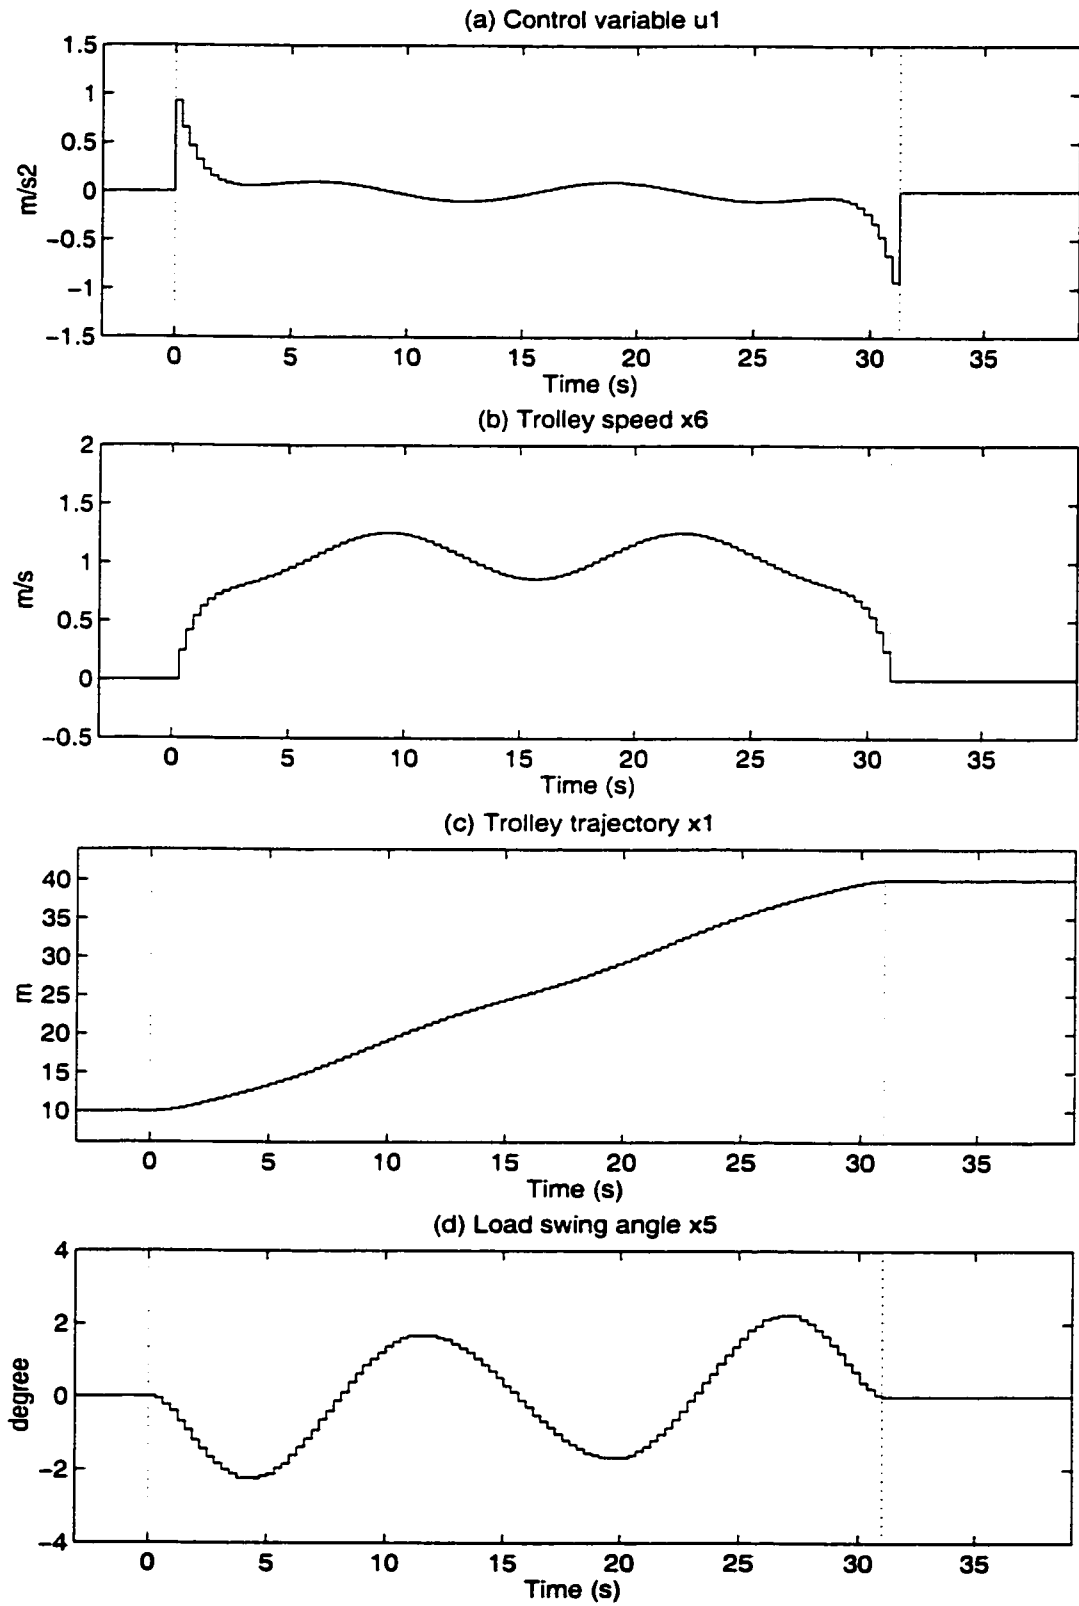 (a) Control variable u1
1.5
1
0.5
0
−0.5
−1
−1.5
m/s2
0 5 10 15 20 25 30 35
Time (s)
(b) Trolley speed x6
2
1.5
1
0.5
0
−0.5
m/s
0 5 10 15 20 25 30 35
Time (s)
(c) Trolley trajectory x1
40
35
30
25
20
15
10
m
0 5 10 15 20 25 30 35
Time (s)
(d) Load swing angle x5
4
2
0
−2
−4
degree
0 5 10 15 20 25 30 35
Time (s)